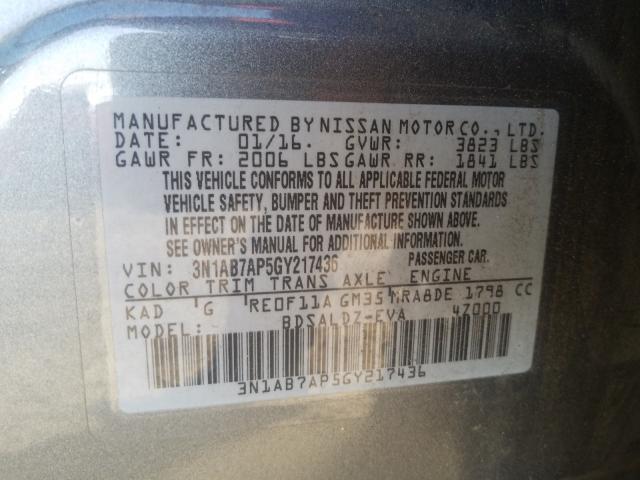 MANUFACTURED BY NISSAN MOTOR CO., LTD.
DATE: 01/16. GVWR: 3823 LBS
GAWR FR: 2006 LBS GAWR RR: 1841 LBS
THIS VEHICLE CONFORMS TO ALL APPLICABLE FEDERAL MOTOR
VEHICLE SAFETY, BUMPER AND THEFT PREVENTION STANDARDS
IN EFFECT ON THE DATE OF MANUFACTURE SHOWN ABOVE.
SEE OWNER'S MANUAL FOR ADDITIONAL INFORMATION
VIN: 3N1AB7AP5GY217436 PASSENGER CAR.
COLOR TRIM TRANS AXLE ENGINE
KAD G RE0F11A GM35 MRA8DE 1798 CC
MODEL: BDSALDZ-EVA 4Z000
3N1AB7AP5GY217436